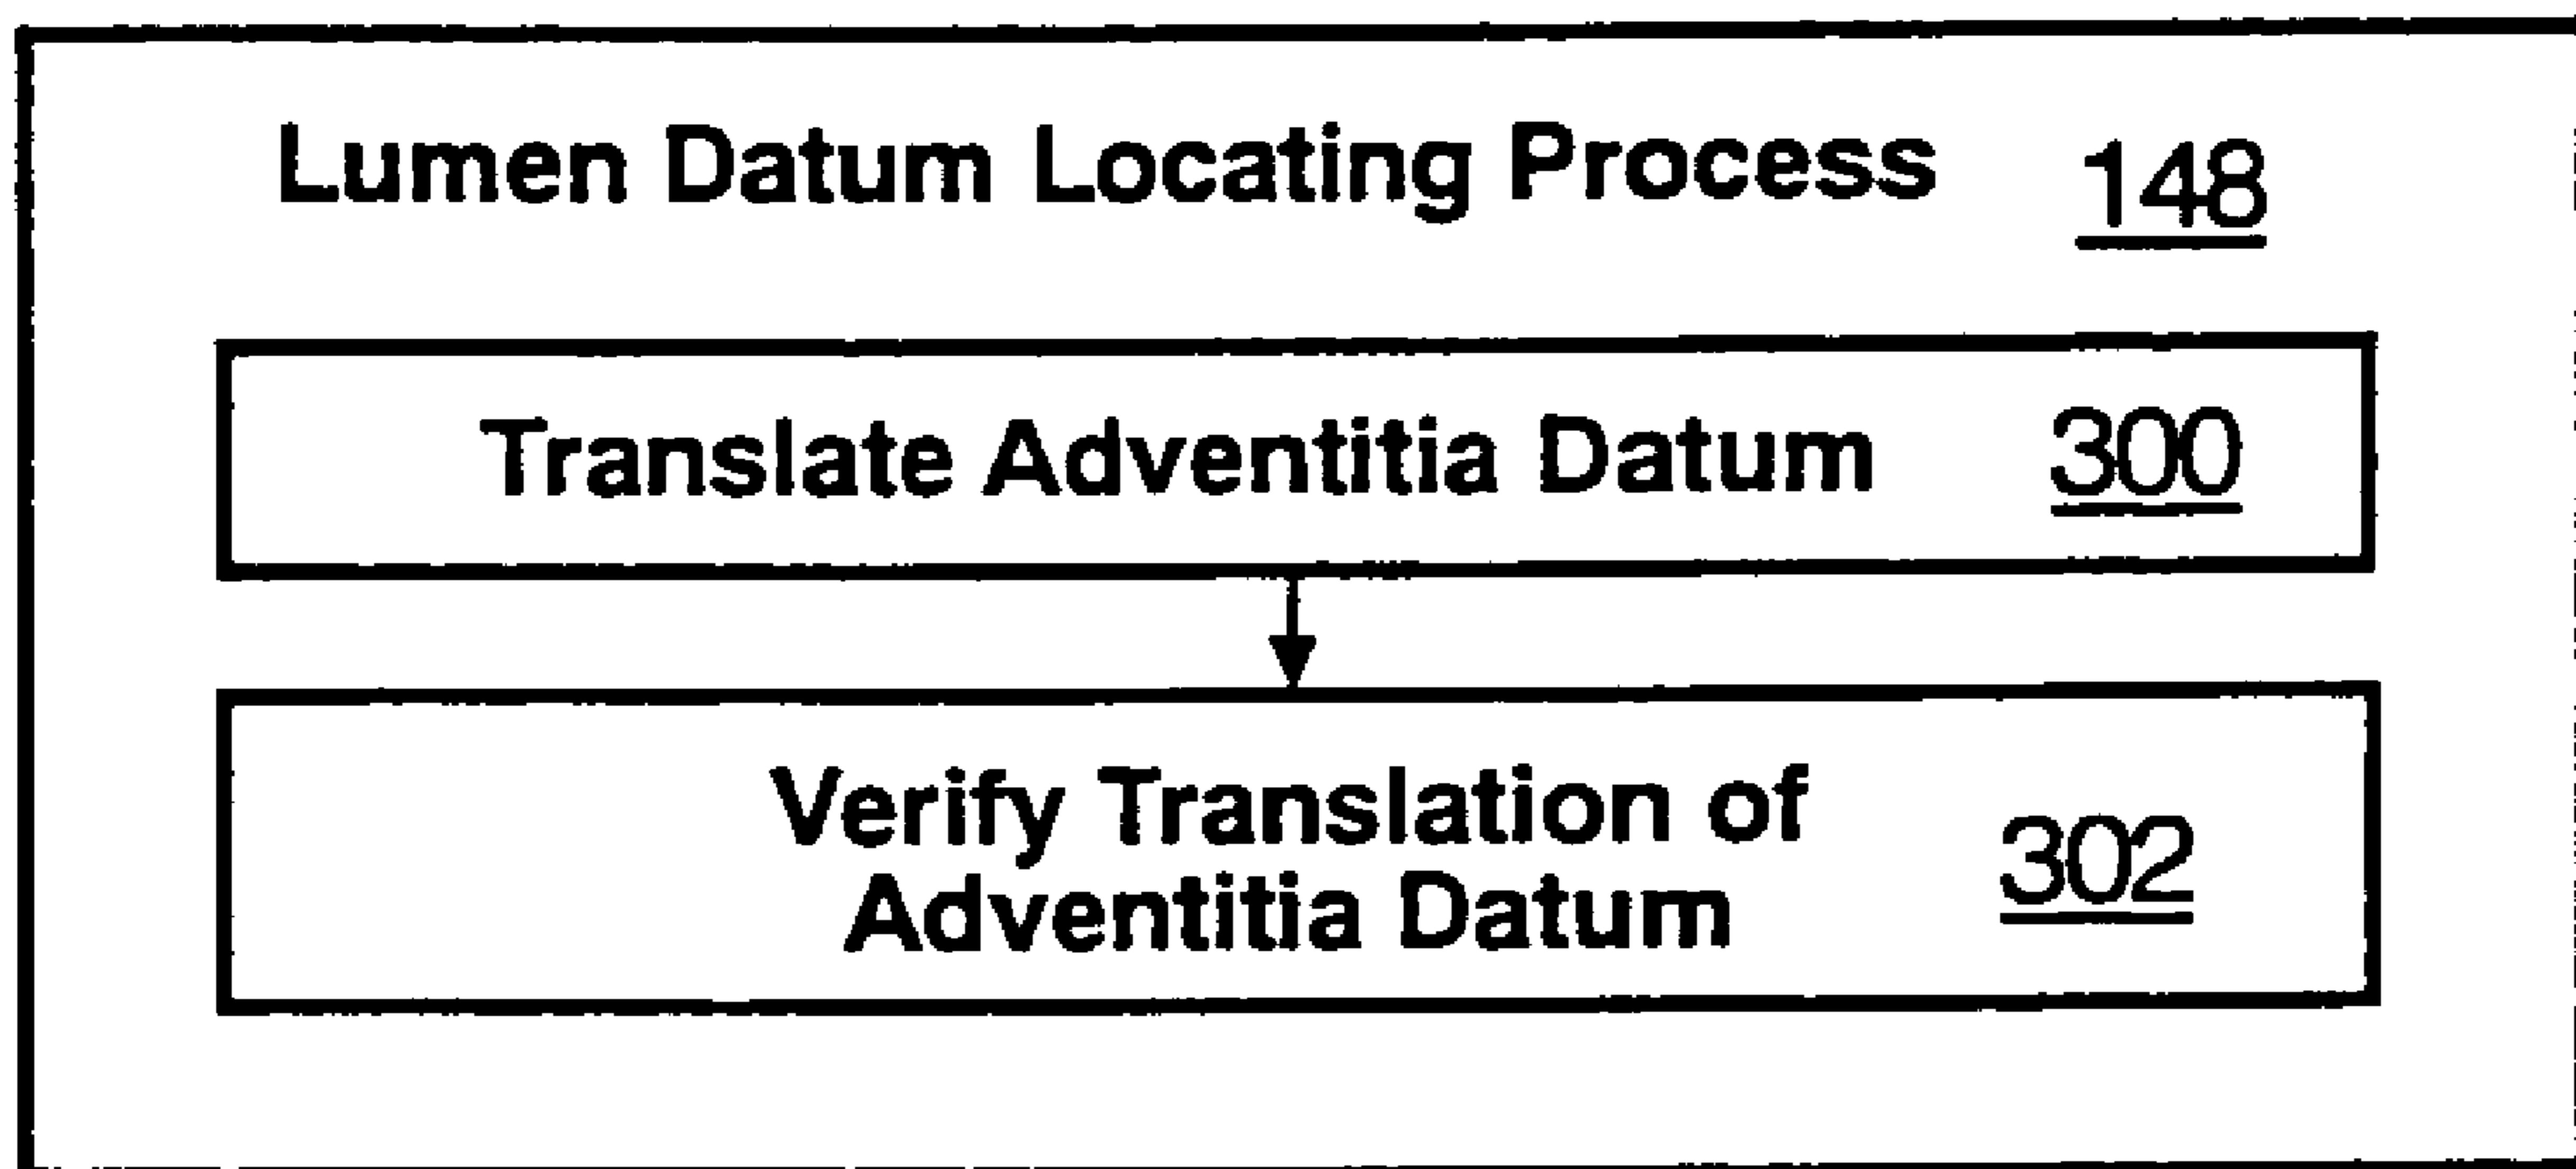 Lumen Datum Locating Process 148
Translate Adventitia Datum 300
Verify Translation of
Adventitia Datum 302